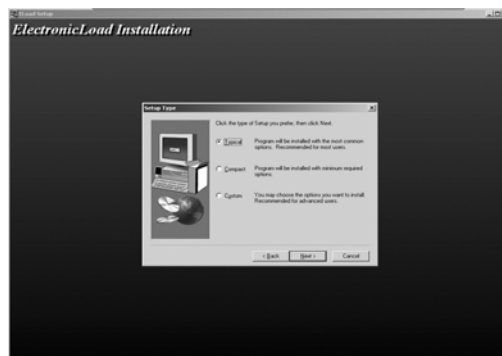 ELoad Setup
ElectronicLoad Installation
Setup Type
Click the type of Setup you prefer, then click Next.
Typical Program will be installed with the most common
options. Recommended for most users.
Compact Program will be installed with minimum required
options.
Custom You may choose the options you want to install.
Recommended for advanced users.
< Back Next > Cancel